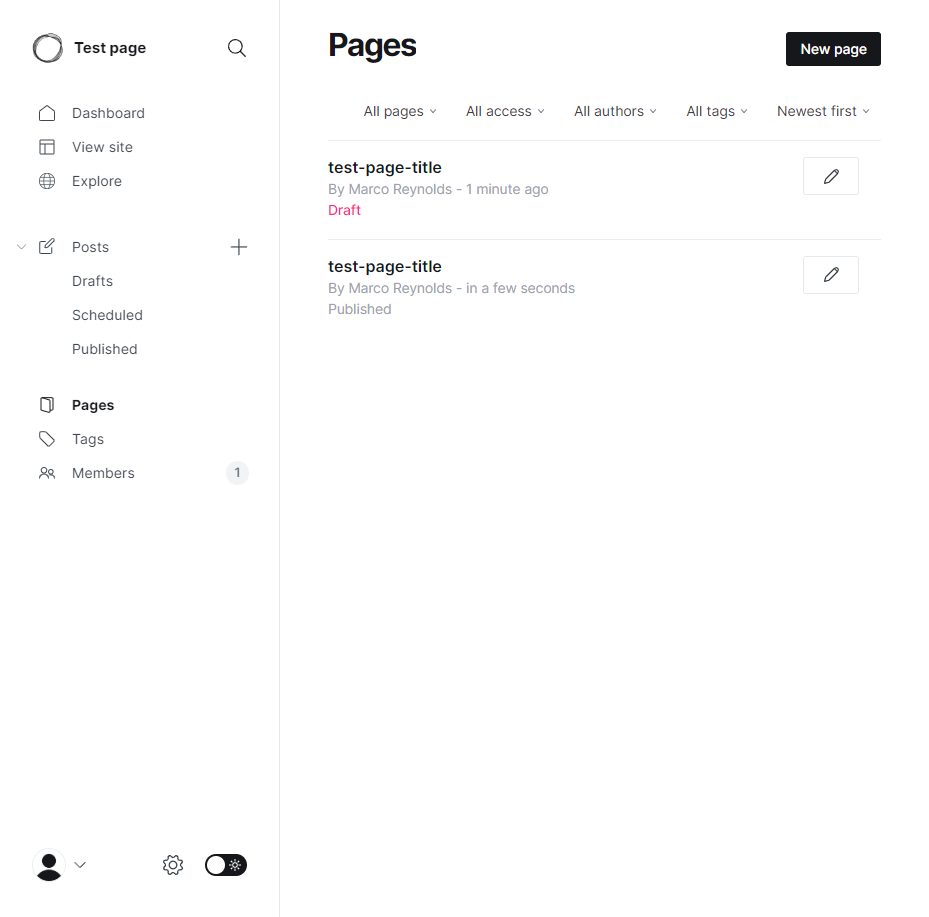 Test page
Dashboard
View site
Explore
Posts
Drafts
Scheduled
Published
Pages
Tags
Members 1
Pages
New page
All pages All access All authors All tags Newest first
test-page-title
By Marco Reynolds - 1 minute ago
Draft
test-page-title
By Marco Reynolds - in a few seconds
Published